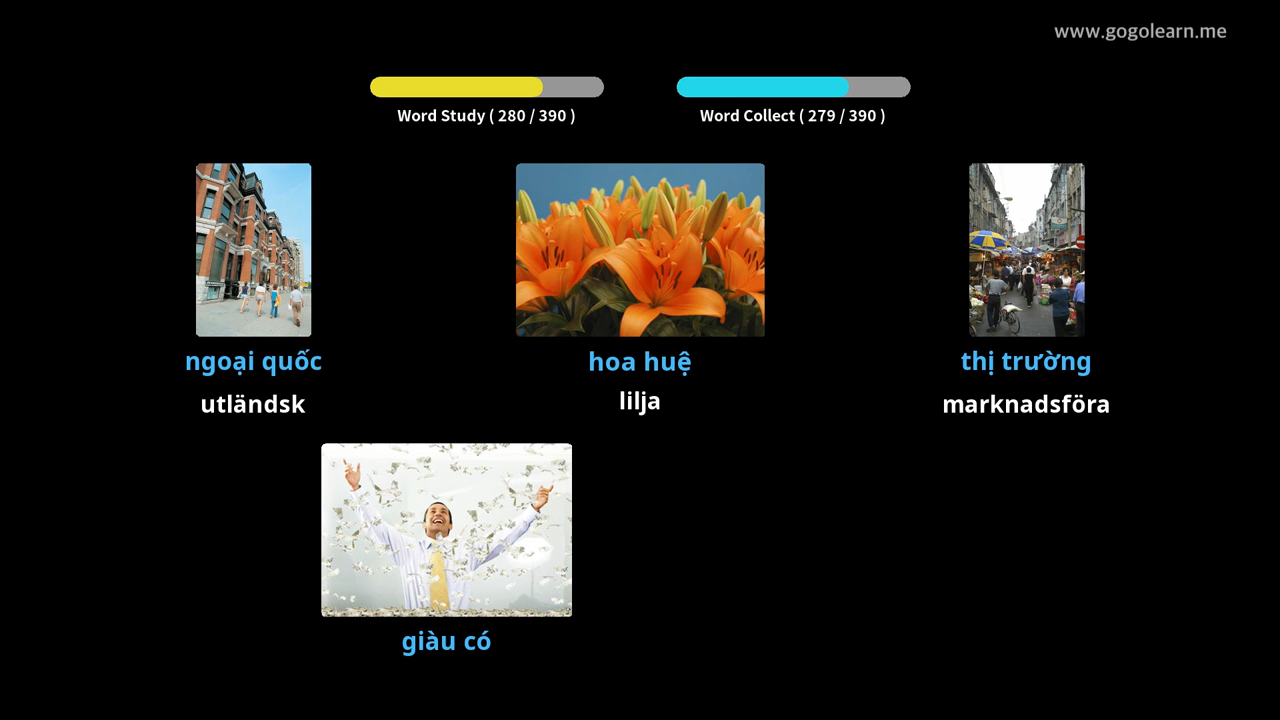 www.gogolearn.me
Word Study ( 280 / 390 )
Word Collect ( 279 / 390 )
ngoại quốc
utländsk
hoa huệ
lilja
thị trường
marknadsföra
giàu có